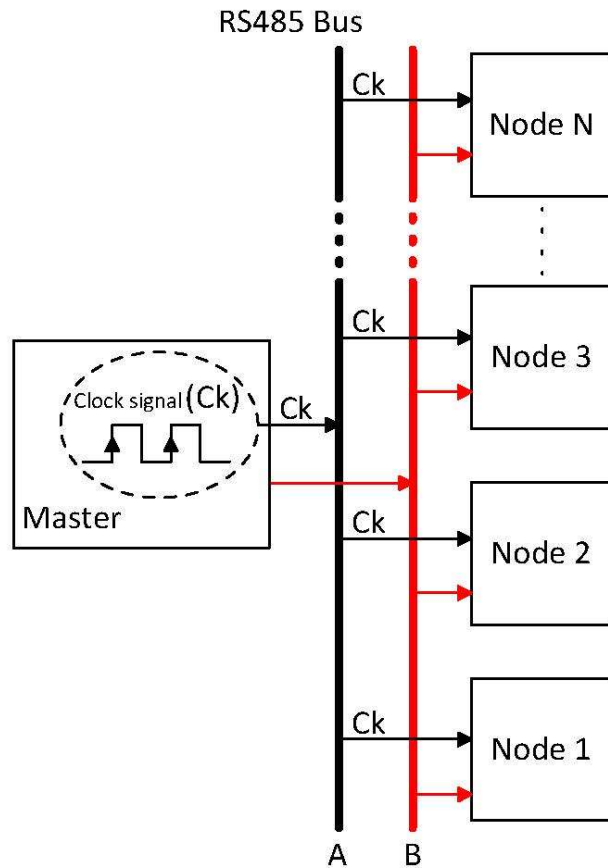 RS485 Bus
Ck
Node N
Ck
Node 3
Clock signal (Ck)
Ck
Master
Ck
Node 2
Ck
Node 1
A
B